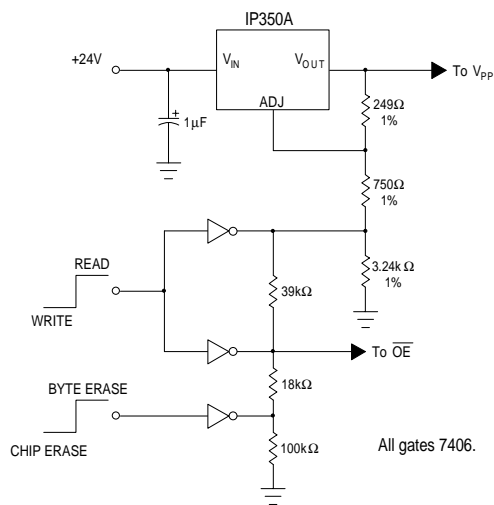 IP350A
+24V
V_IN
V_OUT
To V_PP
ADJ
+
1µF
249Ω
1%
750Ω
1%
READ
3.24k Ω
1%
39kΩ
WRITE
To O̅E̅
BYTE ERASE
18kΩ
CHIP ERASE
100kΩ
All gates 7406.